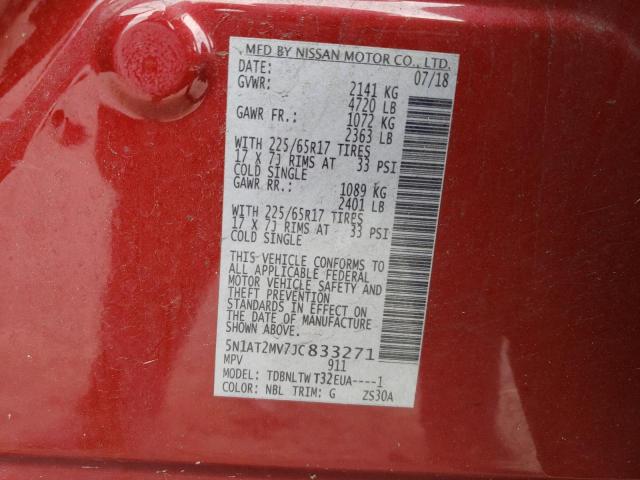 MFD BY NISSAN MOTOR CO., LTD.
DATE: 07/18
GVWR: 2141 KG
4720 LB
GAWR FR.: 1072 KG
2363 LB
WITH 225/65R17 TIRES
17 X 7J RIMS AT 33 PSI
COLD SINGLE
GAWR RR.: 1089 KG
2401 LB
WITH 225/65R17 TIRES
17 X 7J RIMS AT 33 PSI
COLD SINGLE
THIS VEHICLE CONFORMS TO
ALL APPLICABLE FEDERAL
MOTOR VEHICLE SAFETY AND
THEFT PREVENTION
STANDARDS IN EFFECT ON
THE DATE OF MANUFACTURE
SHOWN ABOVE.
5N1AT2MV7JC833271
MPV 911
MODEL: TDBNLTW T32EUA----1
COLOR: NBL TRIM: G ZS30A